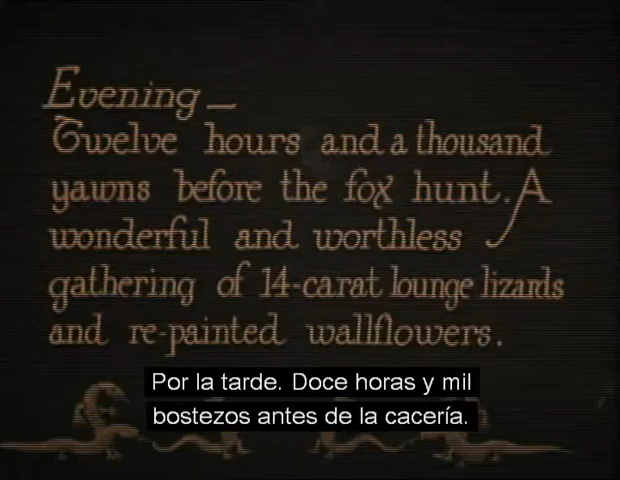 Evening—
Twelve hours and a thousand
yawns before the fox hunt. A
wonderful and worthless
gathering of 14-carat lounge lizards
and re-painted wallflowers.
Por la tarde. Doce horas y mil
bostezos antes de la cacería.